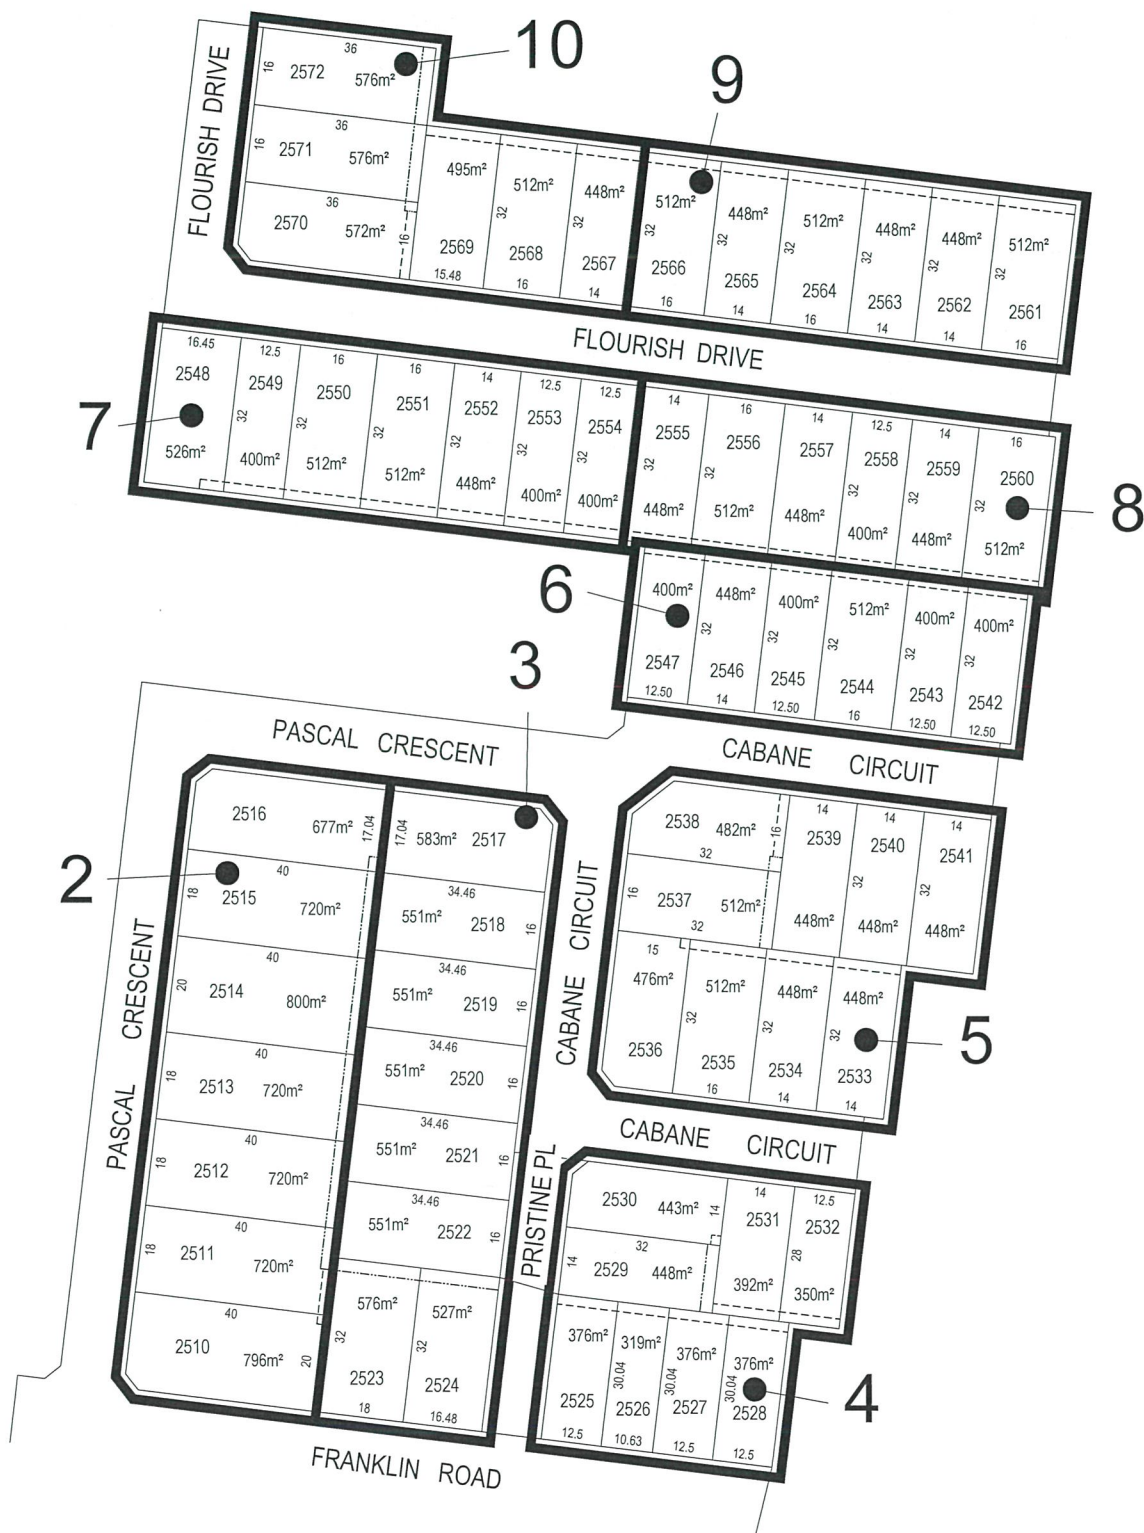 10
36
16
2572
576m²
FLOURISH DRIVE
36
16
2571
576m²
36
2570
572m²
16
495m²
2569
15.48
512m²
32
2568
16
448m²
32
2567
14
9
512m²
32
2566
16
448m²
32
2565
14
512m²
32
2564
16
448m²
32
2563
14
448m²
32
2562
14
512m²
32
2561
16
FLOURISH DRIVE
7
16.45
2548
526m²
12.5
2549
32
400m²
16
2550
32
512m²
16
2551
32
512m²
14
2552
32
448m²
12.5
2553
32
400m²
12.5
2554
32
400m²
14
2555
32
448m²
16
2556
32
512m²
14
2557
448m²
12.5
2558
32
400m²
14
2559
32
448m²
16
2560
32
512m²
8
6
400m²
2547
12.50
448m²
32
2546
14
400m²
32
2545
12.50
512m²
32
2544
16
400m²
32
2543
12.50
400m²
32
2542
12.50
3
PASCAL CRESCENT
CABANE CIRCUIT
2516
677m²
17.04
17.04
583m²
2517
2
40
18
2515
720m²
40
20
2514
800m²
40
18
2513
720m²
40
18
2512
720m²
40
18
2511
720m²
40
2510
796m²
20
PASCAL CRESCENT
34.46
551m²
2518
16
34.46
551m²
2519
16
34.46
551m²
2520
16
34.46
551m²
2521
16
34.46
551m²
2522
16
576m²
32
2523
18
527m²
32
2524
16.48
CABANE CIRCUIT
PRISTINE PL
2538
482m²
16
32
16
2537
512m²
32
14
2539
448m²
14
2540
32
448m²
14
2541
32
448m²
15
476m²
2536
512m²
32
2535
16
448m²
32
2534
14
448m²
32
2533
14
5
CABANE CIRCUIT
2530
443m²
14
32
14
2529
448m²
14
2531
392m²
12.5
2532
28
350m²
376m²
2525
12.5
319m²
30.04
2526
10.63
376m²
30.04
2527
12.5
376m²
30.04
2528
12.5
4
FRANKLIN ROAD